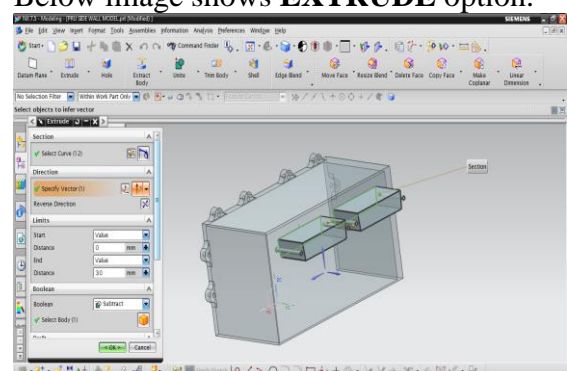 Below image shows EXTRUDE option.
NX 7.5 - Modeling - [PRU SIDE WALL MODEL.prt (Modified) ]
SIEMENS
File Edit View Insert Format Tools Assemblies Information Analysis Preferences Window Help
Start Command Finder
Datum Plane Extrude Hole Extract Body Unite Trim Body Shell Edge Blend Move Face Resize Blend Delete Face Copy Face Make Coplanar Linear Dimension
No Selection Filter Within Work Part Only
Select objects to infer vector
Extrude
Section
Select Curve (12)
Section
Direction
Specify Vector (1)
Reverse Direction
Limits
Start Value
Distance 0 mm
End Value
Distance 30 mm
Boolean
Boolean Subtract
Select Body (1)
OK Cancel